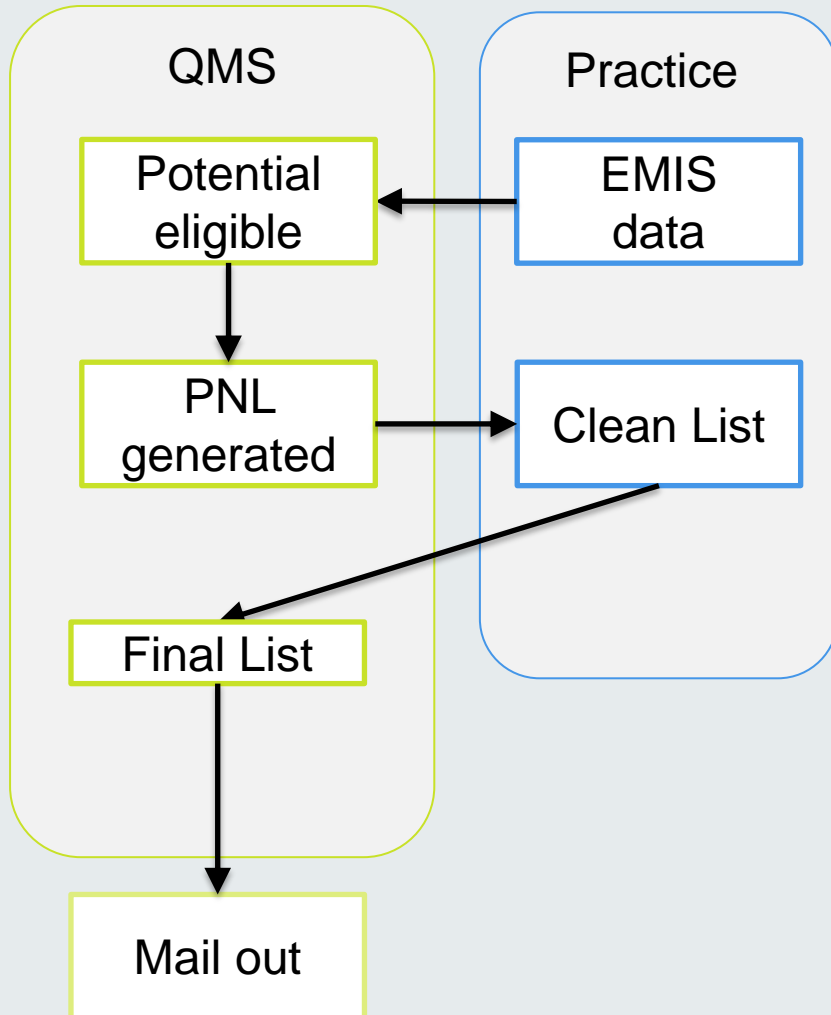 QMS
Practice
Potential
eligible
EMIS
data
PNL
generated
Clean List
Final List
Mail out